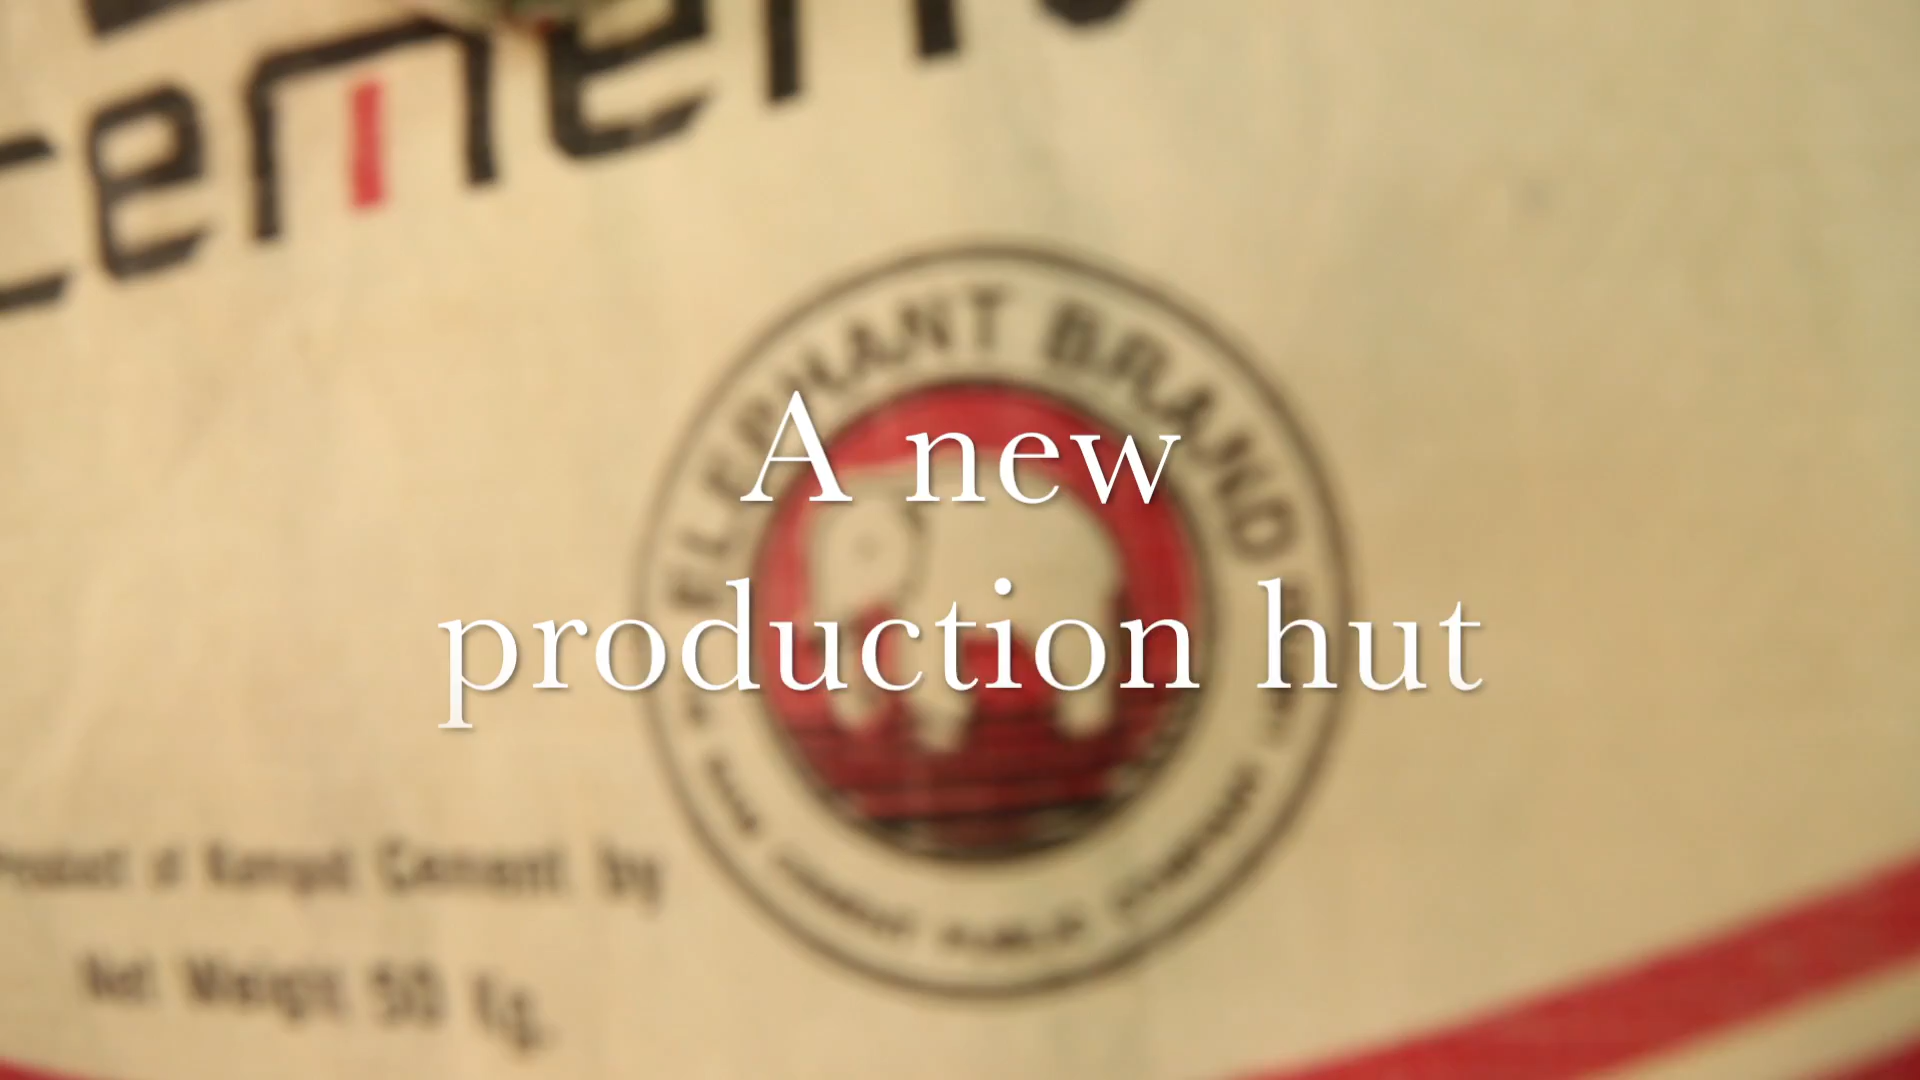 cement
ELEPHANT BRAND
A new
production hut
Product of Kampot Cement by
Net Weight 50 Kg.